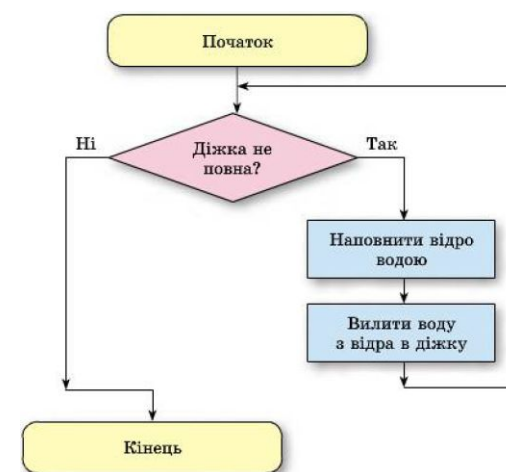 Початок
Діжка не
повна?
Ні
Так
Наповнити відро
водою
Вилити воду
з відра в діжку
Кінець